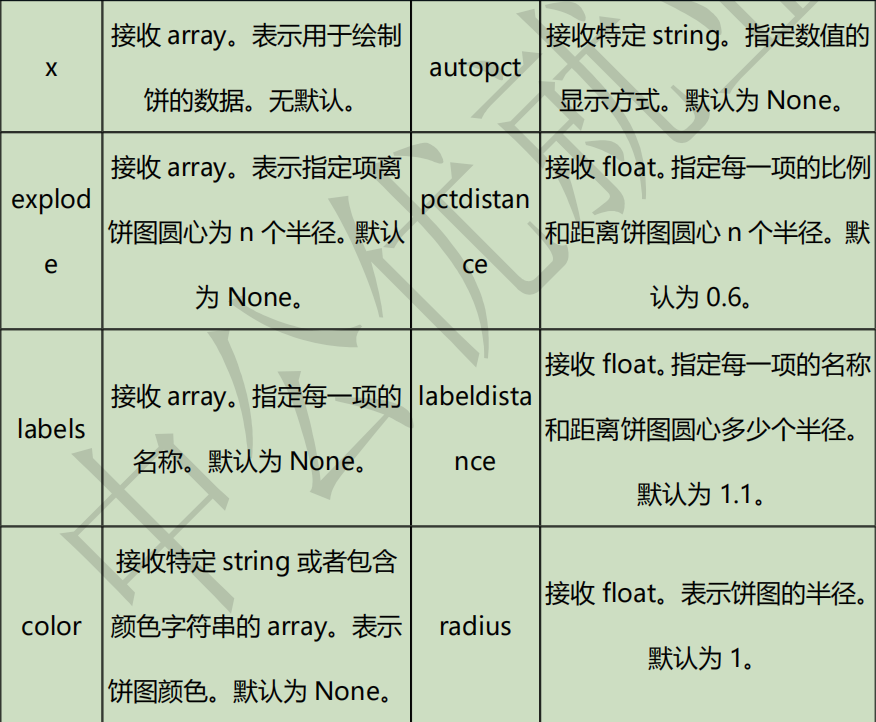 x
接收 array。表示用于绘制
饼的数据。无默认。
autopct
接收特定 string。指定数值的
显示方式。默认为 None。
explod
e
接收 array。表示指定项离
饼图圆心为 n 个半径。默认
为 None。
pctdistan
ce
接收 float。指定每一项的比例
和距离饼图圆心 n 个半径。默
认为 0.6。
labels
接收 array。指定每一项的
名称。默认为 None。
labeldista
nce
接收 float。指定每一项的名称
和距离饼图圆心多少个半径。
默认为 1.1。
color
接收特定 string 或者包含
颜色字符串的 array。表示
饼图颜色。默认为 None。
radius
接收 float。表示饼图的半径。
默认为 1。
中公优就业